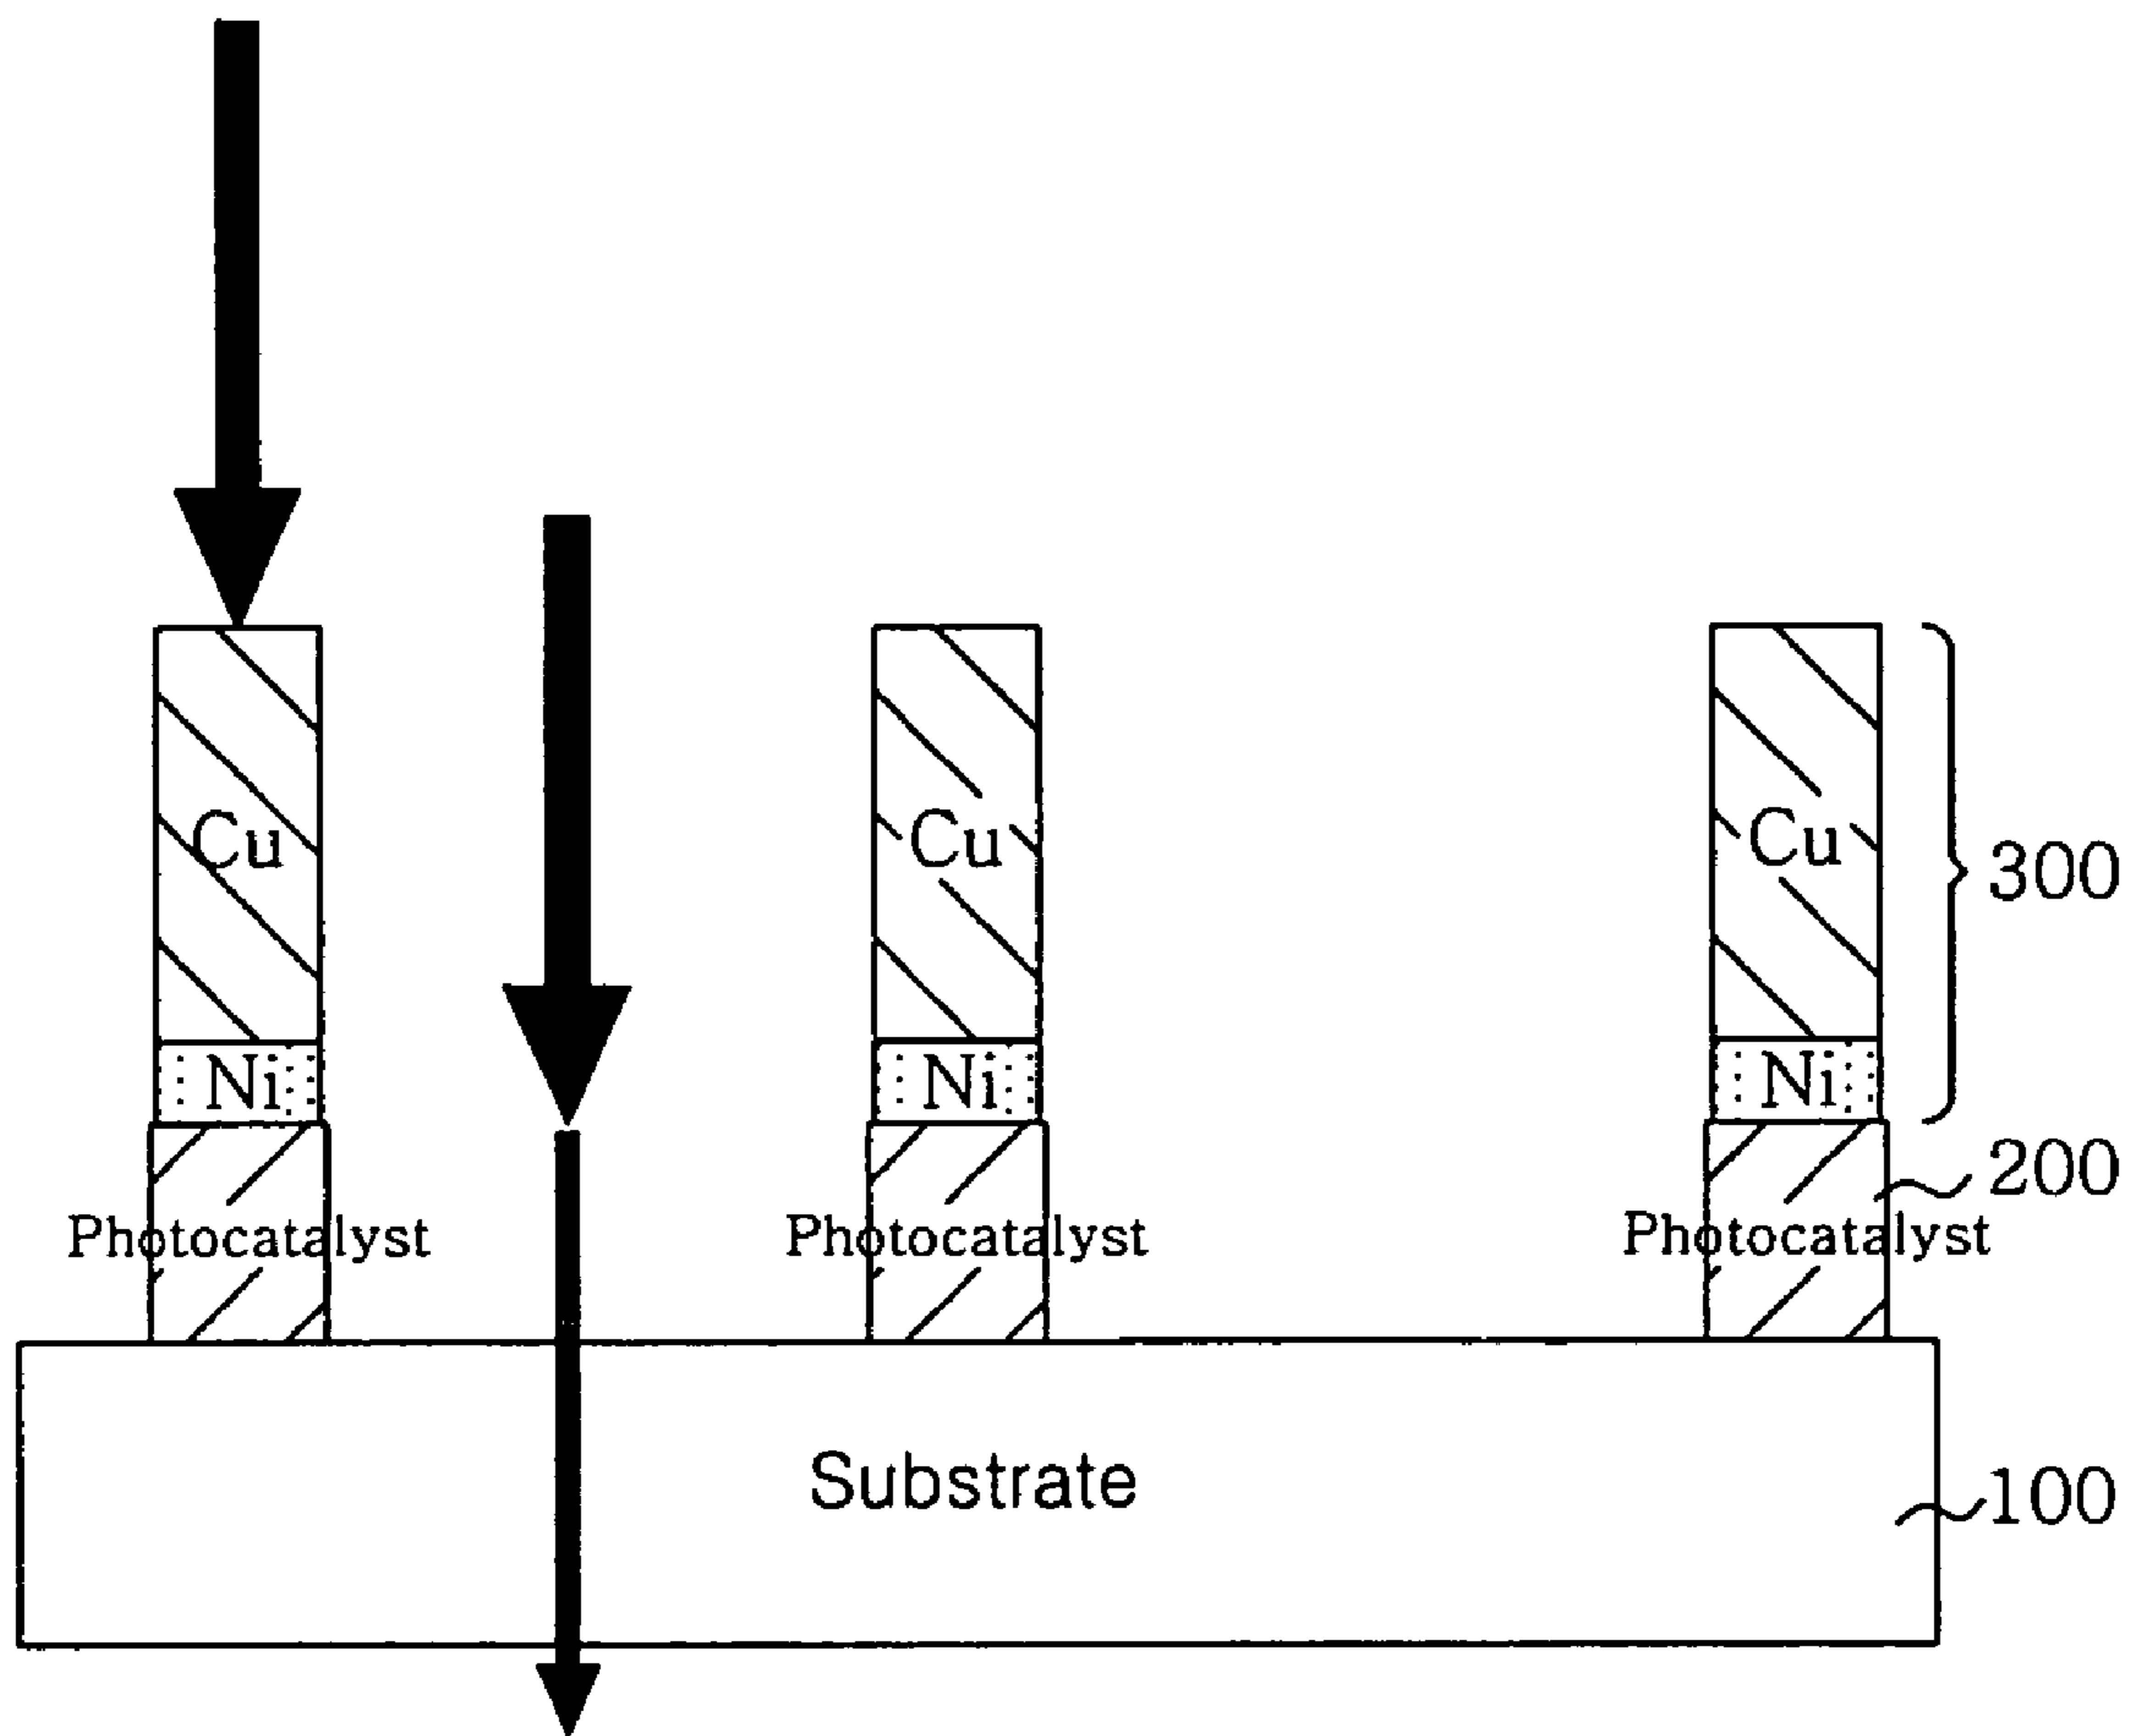 Cu Cu Cu
300
Ni Ni Ni
200
Photocatalyst Photocatalyst Photocatalyst
Substrate
100